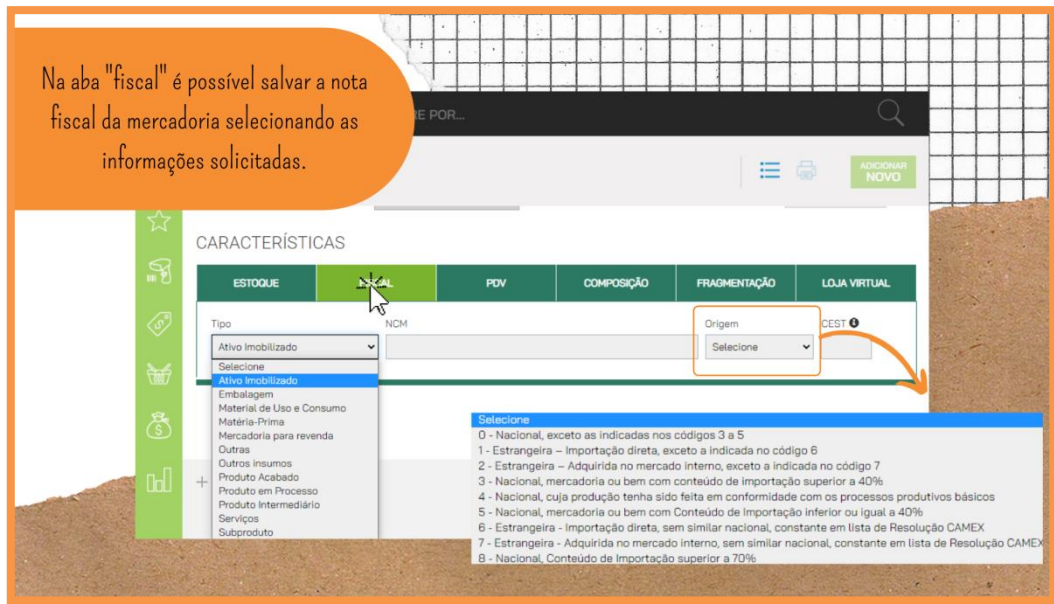 Na aba "fiscal" é possível salvar a nota
fiscal da mercadoria selecionando as
informações solicitadas.
POR...
ADICIONAR
NOVO
CARACTERÍSTICAS
ESTOQUE
PDV
COMPOSIÇÃO
FRAGMENTAÇÃO
LOJA VIRTUAL
Tipo
NCM
Origem
CEST
Ativo Imobilizado
Selecione
Selecione
Ativo Imobilizado
Embalagem
Material de Uso e Consumo
Matéria-Prima
Mercadoria para revenda
Outras
Outros insumos
Produto Acabado
Produto em Processo
Produto Intermediário
Serviços
Subproduto
Selecione
0 - Nacional, exceto as indicadas nos códigos 3 a 5
1 - Estrangeira – Importação direta, exceto a indicada no código 6
2 - Estrangeira – Adquirida no mercado interno, exceto a indicada no código 7
3 - Nacional, mercadoria ou bem com conteúdo de importação superior a 40%
4 - Nacional, cuja produção tenha sido feita em conformidade com os processos produtivos básicos
5 - Nacional, mercadoria ou bem com Conteúdo de Importação inferior ou igual a 40%
6 - Estrangeira - Importação direta, sem similar nacional, constante em lista de Resolução CAMEX
7 - Estrangeira - Adquirida no mercado interno, sem similar nacional, constante em lista de Resolução CAMEX
8 - Nacional, Conteúdo de Importação superior a 70%